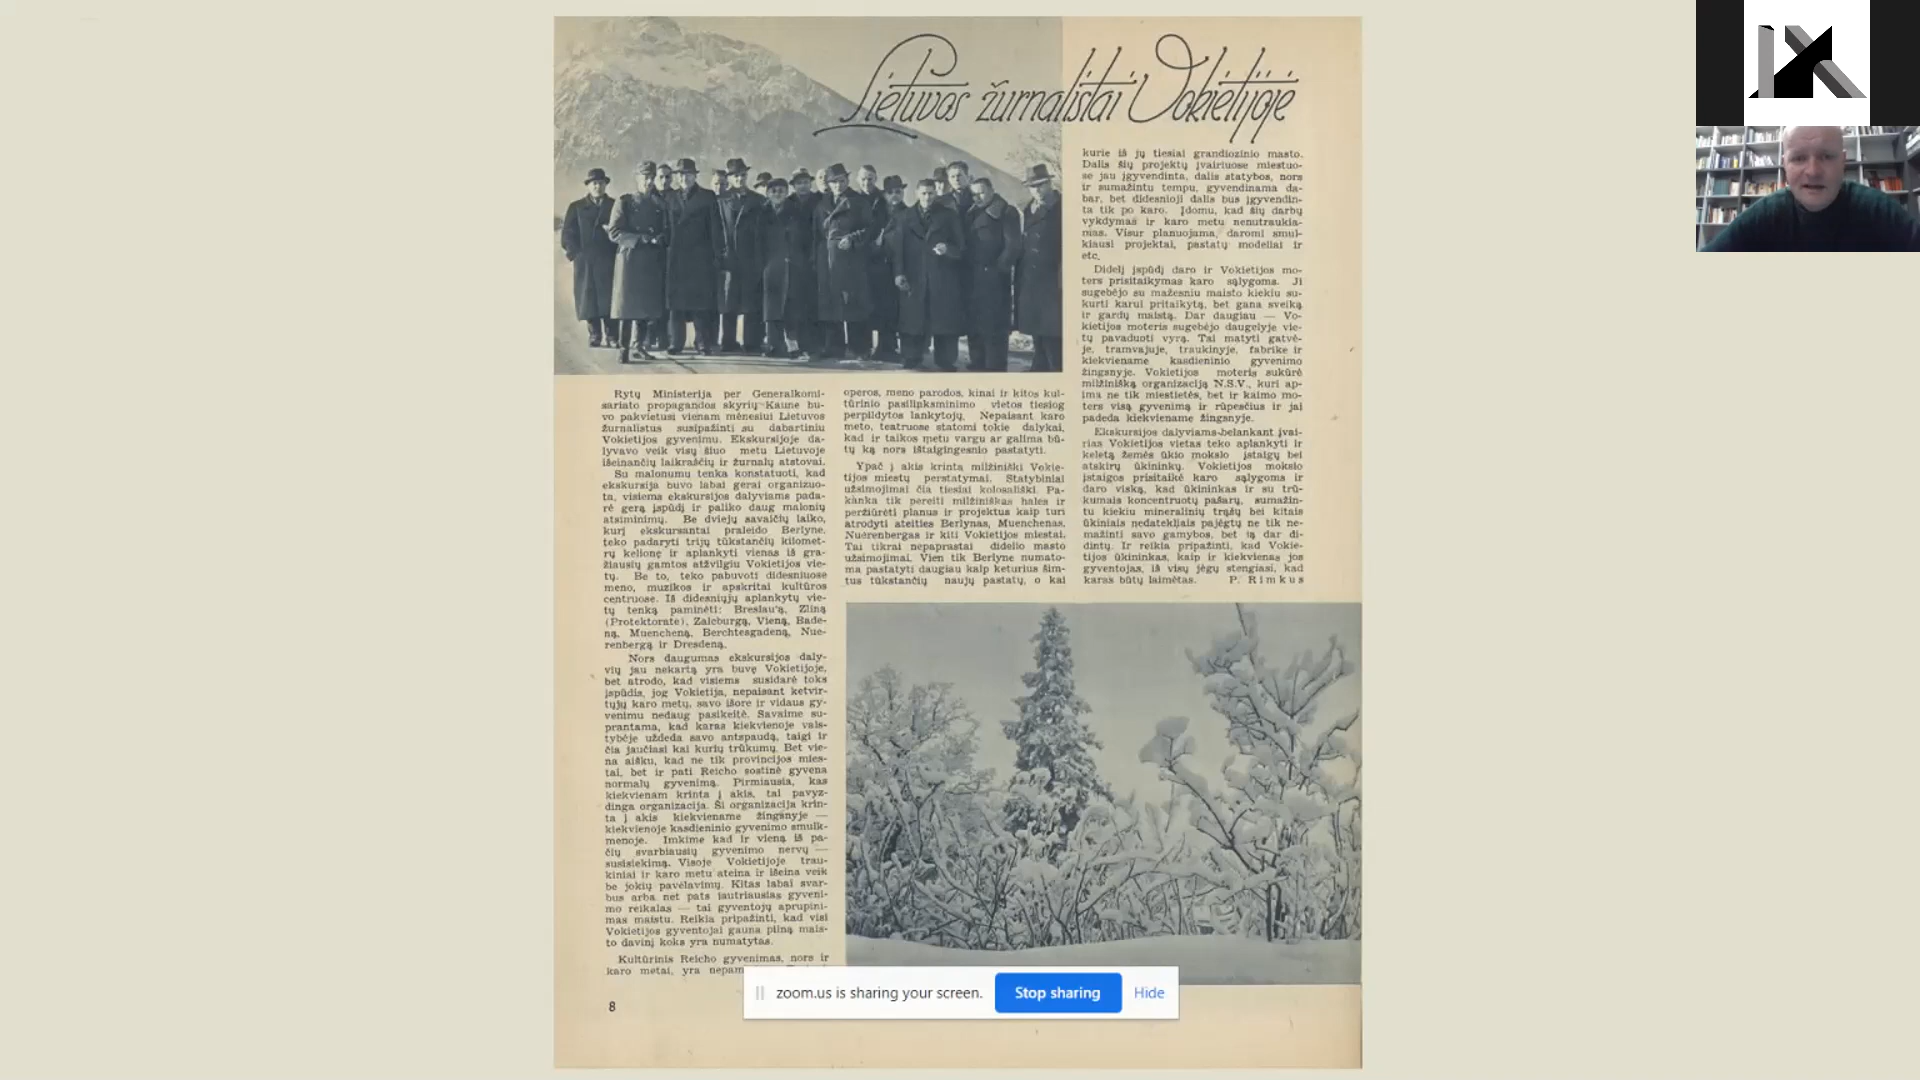 Lietuvos žurnalistai Vokietijoje
Rytų Ministerija per Generalkomi-
sariato propagandos skyrių Kaune bu-
vo pakvietusi vienam mėnesiui Lietuvos
žurnalistus susipažinti su dabartiniu
Vokietijos gyvenimu. Ekskursijoje da-
lyvavo veik visų šiuo metu Lietuvoje
išeinančių laikraščių ir žurnalų atstovai.
Su malonumu tenka konstatuoti, kad
ekskursija buvo labai gerai organizuo-
ta, visiems ekskursijos dalyviams pada-
rė gerą įspūdį ir paliko daug malonių
atsiminimų. Be dviejų savaičių laiko,
kurį ekskursantai praleido Berlyne,
teko padaryti trijų tūkstančių kilomet-
rų kelionę ir aplankyti vienas iš gra-
žiausių gamtos atžvilgiu Vokietijos vie-
tų. Be to, teko pabuvoti didesniuose
meno, muzikos ir apskritai kultūros
centruose. Iš didesniųjų aplankytų vie-
tų tenka paminėti: Breslau'ą, Zliną
(Protektorate), Zalcburgą, Vieną, Bade-
ną, Muencheną, Berchtesgadeną, Nue-
renbergą ir Dresdeną.
Nors daugumas ekskursijos daly-
vių jau nekartą yra buvę Vokietijoje,
bet atrodo, kad visiems susidarė toks
įspūdis, jog Vokietija, nepaisant ketvir-
tųjų karo metų, savo išore ir vidaus gy-
venimu nedaug pasikeitė. Savaime su-
prantama, kad karas kiekvienoje vals-
tybėje uždeda savo antspaudą, taigi ir
čia jaučiasi kai kurių trūkumų. Bet vie-
na aišku, kad ne tik provincijos mies-
tai, bet ir pati Reicho sostinė gyvena
normalų gyvenimą. Pirmiausia, kas
kiekvienam krinta į akis, tai pavyz-
dinga organizacija. Ši organizacija krin-
ta į akis kiekviename žingsnyje —
kiekvienoje kasdieninio gyvenimo smulk-
menoje. Imkime kad ir vieną iš pa-
čių svarbiausių gyvenimo nervų —
susisiekimą. Visoje Vokietijoje trau-
kiniai ir karo metu ateina ir išeina veik
be jokių pavėlavimų. Kitas labai svar-
bus arba net pats jautriausias gyveni-
mo reikalas — tai gyventojų aprupini-
mas maistu. Reikia pripažinti, kad visi
Vokietijos gyventojai gauna pilną mais-
to davinį koks yra numatytas.
Kultūrinis Reicho gyvenimas, nors ir
karo metai, yra
8
operos, meno parodos, kinai ir kitos kul-
tūrinio pasilinksminimo vietos tiesiog
perpildytos lankytojų. Nepaisant karo
meto, teatruose statomi tokie dalykai,
kad ir taikos metu vargu ar galima bū-
tų ką nors ištaigingesnio pastatyti.
Ypač į akis krinta milžiniški Vokie-
tijos miestų perstatymai. Statybiniai
užsimojimai čia tiesiai kolosališki. Pa-
kanka tik pereiti milžiniškas hales ir
peržiūrėti planus ir projektus kaip turi
atrodyti ateities Berlynas, Muenchenas,
Nuerenbergas ir kiti Vokietijos miestai.
Tai tikrai nepaprastai didelio masto
užsimojimai. Vien tik Berlyne numato-
ma pastatyti daugiau kaip keturius šim-
tus tūkstančių naujų pastatų, o kai
kurie iš jų tiesiai grandiozinio masto.
Dalis šių projektų įvairiuose miestuo-
se jau įgyvendinta, dalis statybos, nors
ir sumažintu tempu, gyvendinama da-
bar, bet didesnioji dalis bus įgyvendin-
ta tik po karo. Įdomu, kad šių darbų
vykdymas ir karo metu nenutraukia-
mas. Visur planuojama, daromi smul-
kiausi projektai, pastatų modeliai ir
etc.
Didelį įspūdį daro ir Vokietijos mo-
ters prisitaikymas karo sąlygoms. Ji
sugebėjo su mažesniu maisto kiekiu su-
kurti karui pritaikytą, bet gana sveiką
ir gardų maistą. Dar daugiau — Vo-
kietijos moteris sugebėjo daugelyje vie-
tų pavaduoti vyrą. Tai matyti gatvė-
je, tramvajuje, traukinyje, fabrike ir
kiekviename kasdieninio gyvenimo
žingsnyje. Vokietijos moteris sukūrė
milžinišką organizaciją N.S.V., kuri ap-
ima ne tik miestietės, bet ir kaimo mo-
ters visą gyvenimą ir rūpesčius ir jai
padeda kiekviename žingsnyje.
Ekskursijos dalyviams belankant įvai-
rias Vokietijos vietas teko aplankyti ir
keletą žemės ūkio mokslo įstaigų bei
atskirų ūkininkų. Vokietijos mokslo
įstaigos prisitaikė karo sąlygoms ir
daro viską, kad ūkininkas ir su trū-
kumais koncentruotų pašarų, sumažin-
tu kiekiu mineralinių trąšų bei kitais
ūkiniais nedatekliais pajėgtų ne tik ne-
mažinti savo gamybos, bet ją dar di-
dintų. Ir reikia pripažinti, kad Vokie-
tijos ūkininkas, kaip ir kiekvienas jos
gyventojas, iš visų jėgų stengiasi, kad
karas būtų laimėtas. P. Rimkus
zoom.us is sharing your screen. Stop sharing Hide